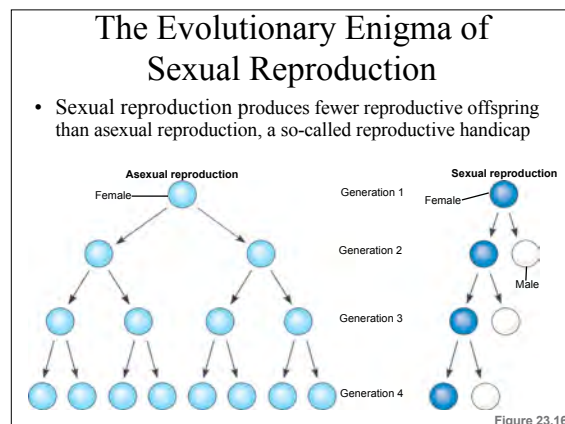 The Evolutionary Enigma of
Sexual Reproduction
• Sexual reproduction produces fewer reproductive offspring
than asexual reproduction, a so-called reproductive handicap
Asexual reproduction
Female
Generation 1
Sexual reproduction
Female
Generation 2
Male
Generation 3
Generation 4
Figure 23.16